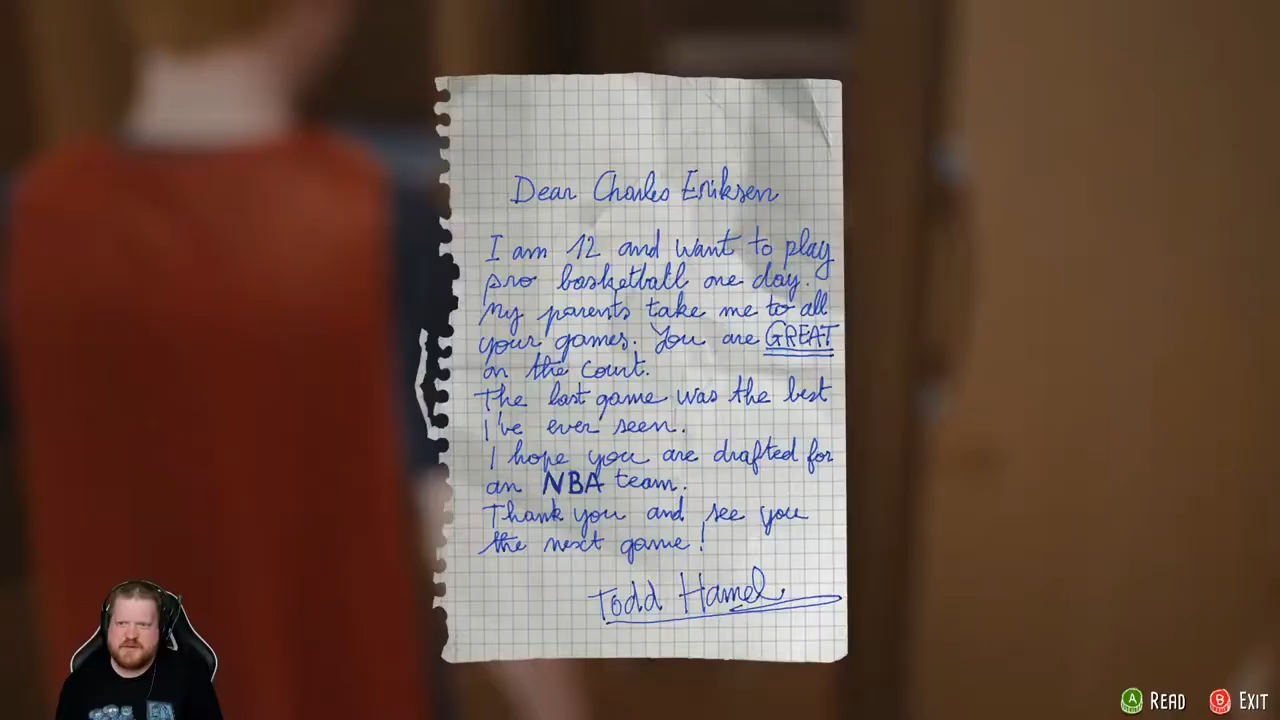 Dear Charles Eriksen
I am 12 and want to play
pro basketball one day.
My parents take me to all
your games. You are GREAT
on the court.
The last game was the best
I've ever seen.
I hope you are drafted for
an NBA team.
Thank you and see you
the next game!
Todd Hamel
A READ B EXIT